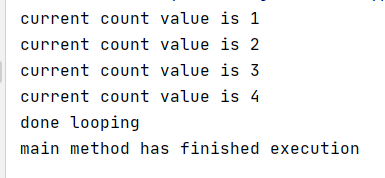 current count value is 1
current count value is 2
current count value is 3
current count value is 4
done looping
main method has finished execution